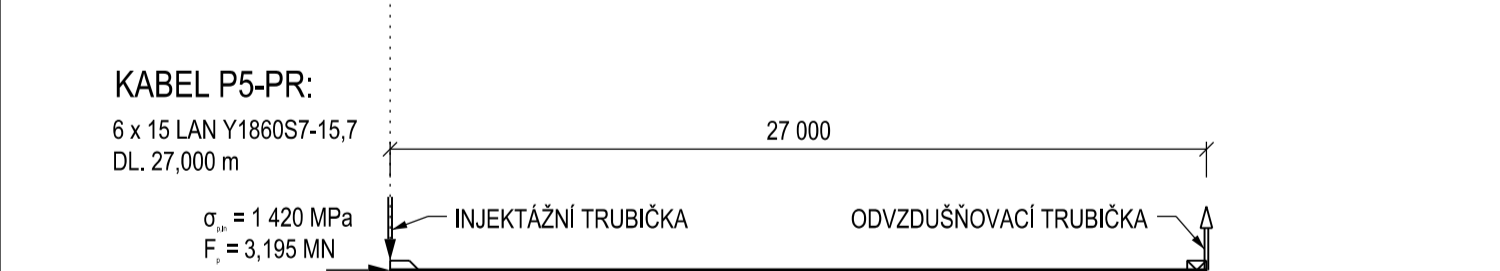 KABEL P5-PR:
6 x 15 LAN Y1860S7-15,7
DL. 27,000 m
27 000
σ = 1 420 MPa
INJEKTÁŽNÍ TRUBIČKA
ODVZDUŠŇOVACÍ TRUBIČKA
Fp = 3,195 MN